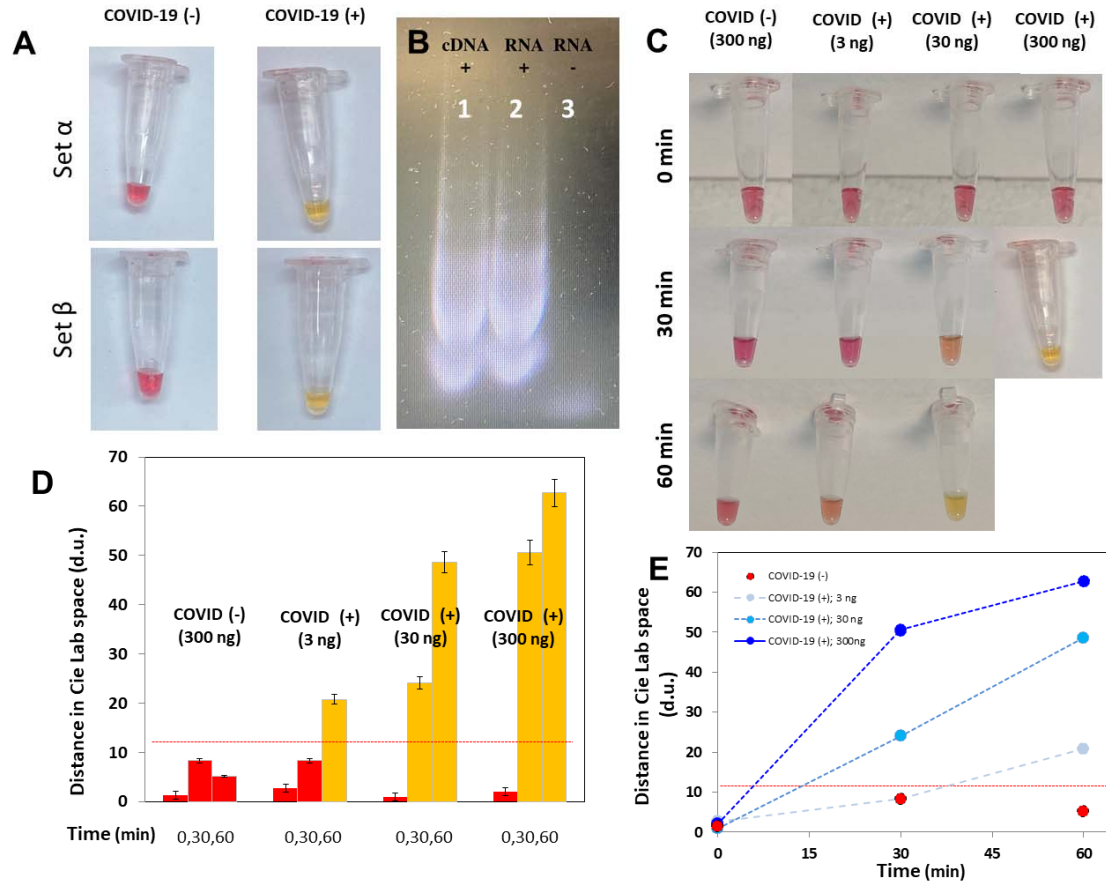 A
COVID-19 (-)
COVID-19 (+)
Set α
Set β
B
cDNA RNA RNA
+ + -
1 2 3
C
COVID (-)
(300 ng)
COVID (+)
(3 ng)
COVID (+)
(30 ng)
COVID (+)
(300 ng)
0 min
30 min
60 min
D
Distance in Cie Lab space (d.u.)
70
60
50
40
30
20
10
0
COVID (-)
(300 ng)
COVID (+)
(3 ng)
COVID (+)
(30 ng)
COVID (+)
(300 ng)
Time (min)
0,30,60
0,30,60
0,30,60
0,30,60
E
Distance in Cie Lab space
(d.u.)
70
60
50
40
30
20
10
0
COVID-19 (-)
COVID-19 (+); 3 ng
COVID-19 (+); 30 ng
COVID-19 (+); 300ng
0 15 30 45 60
Time (min)